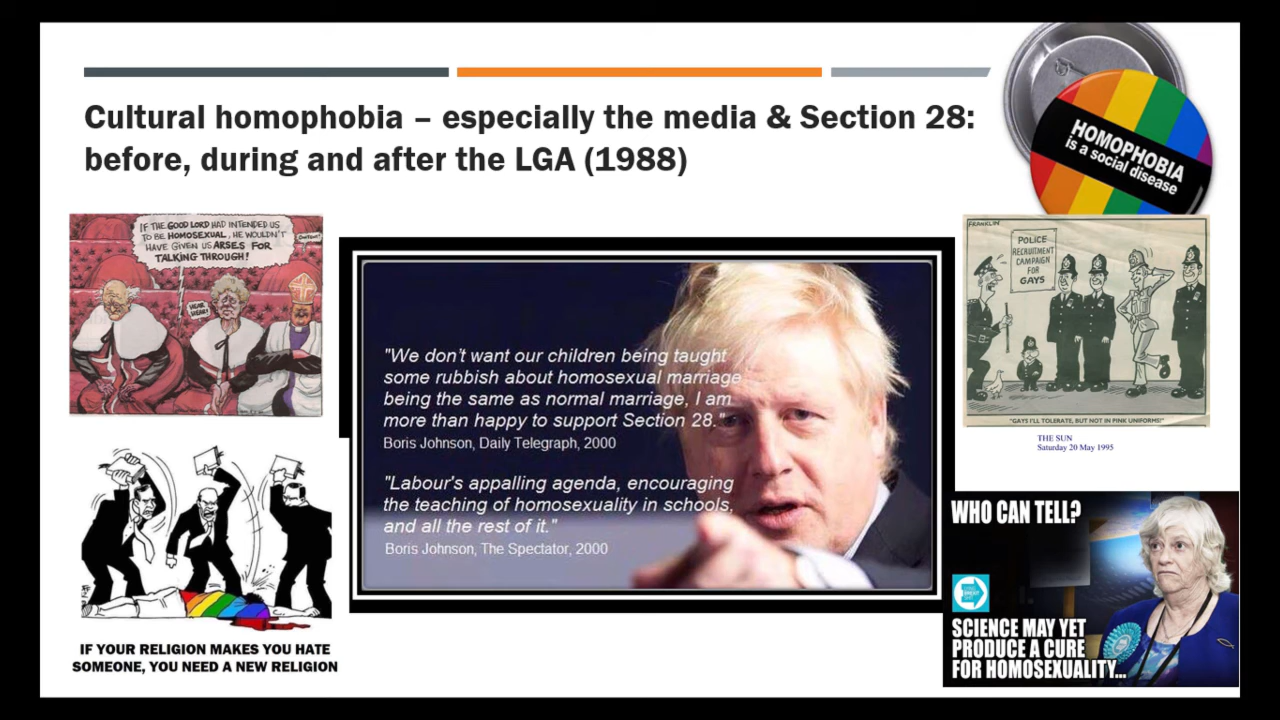 Cultural homophobia – especially the media & Section 28:
before, during and after the LGA (1988)
HOMOPHOBIA
is a social disease
IF THE GOOD LORD HAD INTENDED US
TO BE HOMOSEXUAL, HE WOULDN'T
HAVE GIVEN US ARSES FOR
TALKING THROUGH!
HEAR
HEAR!
"We don't want our children being taught
some rubbish about homosexual marriage
being the same as normal marriage, I am
more than happy to support Section 28."
Boris Johnson, Daily Telegraph, 2000
"Labour's appalling agenda, encouraging
the teaching of homosexuality in schools,
and all the rest of it."
Boris Johnson, The Spectator, 2000
FRANKLIN
POLICE
RECRUITMENT
CAMPAIGN
FOR
GAYS
"GAYS I'LL TOLERATE, BUT NOT IN PINK UNIFORMS!"
THE SUN
Saturday 20 May 1995
IF YOUR RELIGION MAKES YOU HATE
SOMEONE, YOU NEED A NEW RELIGION
WHO CAN TELL?
SCIENCE MAY YET
PRODUCE A CURE
FOR HOMOSEXUALITY...